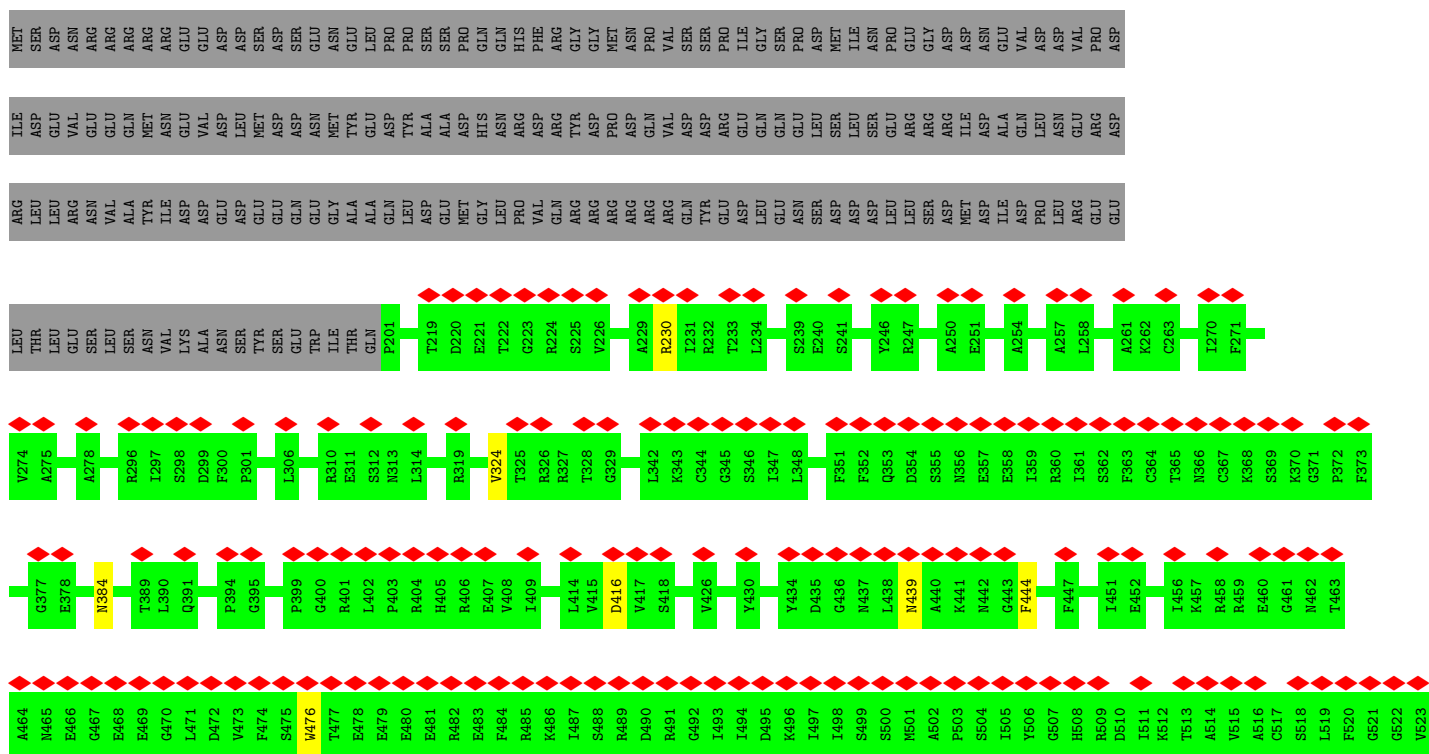 MET SER ASP ASN ARG ARG ARG ARG ARG GLU GLU ASP ASP SER ASP SER GLU ASN GLU LEU PRO PRO SER SER PRO GLN GLN HIS PHE ARG GLY GLY MET ASN PRO VAL SER SER PRO ILE GLY SER PRO ASP MET ILE ASN PRO GLU GLY ASP ASP ASN GLU VAL ASP ASP VAL PRO ASP
ILE ASP GLU VAL GLU GLU GLN MET ASN GLU VAL ASP LEU MET ASP ASP ASN MET TYR GLU ASP TYR ALA ALA ASP HIS ASN ARG ASP ARG TYR ASP PRO ASP GLN VAL ASP ASP ARG GLU GLN GLN GLU LEU SER LEU SER GLU ARG ARG ARG ILE ASP ALA GLN LEU ASN GLU ARG ASP
ARG LEU LEU ARG ASN VAL ALA TYR ILE ASP ASP GLU ASP GLU GLU GLN GLU GLY ALA ALA GLN LEU ASP GLU MET GLY LEU PRO VAL GLN ARG ARG ARG ARG ARG GLN TYR GLU ASP LEU GLU ASN SER ASP ASP ASP LEU LEU SER ASP MET ASP ILE ASP PRO LEU ARG GLU GLU
LEU THR LEU GLU SER LEU SER ASN VAL LYS ALA ASN SER TYR SER GLU TRP ILE THR GLN P201 T219 D220 E221 T222 G223 R224 S225 V226 A229 R230 I231 R232 T233 L234 S239 E240 S241 Y246 R247 A250 E251 A254 A257 L258 A261 K262 C263 I270 F271
V274 A275 A278 R296 I297 S298 D299 F300 P301 L306 R310 E311 S312 N313 L314 R319 V324 T325 R326 R327 T328 G329 L342 K343 C344 G345 S346 I347 L348 F351 F352 Q353 D354 S355 N356 E357 E358 I359 R360 I361 S362 F363 C364 T365 N366 C367 K368 S369 K370 G371 P372 F373
G377 E378 N384 T389 L390 Q391 P394 G395 P399 G400 R401 L402 P403 R404 H405 R406 E407 V408 I409 L414 V415 D416 V417 S418 V426 Y430 Y434 D435 G436 N437 L438 N439 A440 K441 N442 G443 F444 F447 I451 E452 I456 K457 R458 R459 E460 G461 N462 T463
A464 N465 E466 G467 E468 E469 G470 L471 D472 V473 F474 S475 W476 T477 E478 E479 E480 E481 R482 E483 F484 R485 K486 I487 S488 R489 D490 R491 G492 I493 I494 D495 K496 I497 I498 S499 S500 M501 A502 P503 S504 I505 Y506 G507 H508 R509 D510 I511 K512 T513 A514 V515 A516 C517 S518 L519 F520 G521 G522 V523